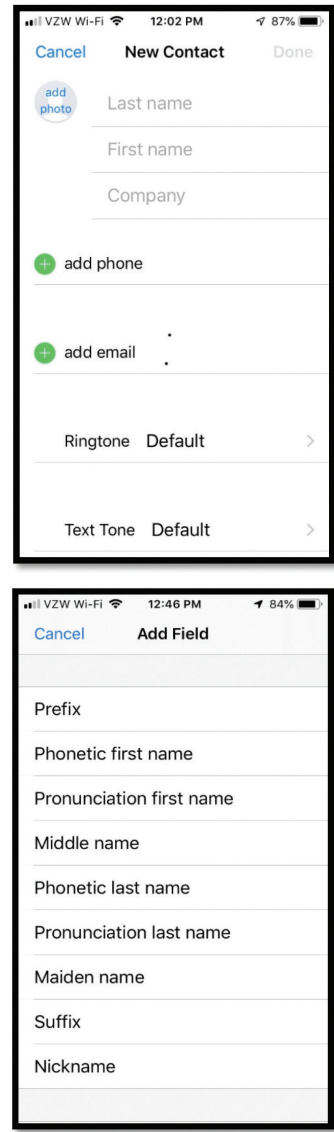 VZW Wi-Fi 12:02 PM 87%
Cancel New Contact Done
add
photo
Last name
First name
Company
add phone
add email
Ringtone Default
Text Tone Default
VZW Wi-Fi 12:46 PM 84%
Cancel Add Field
Prefix
Phonetic first name
Pronunciation first name
Middle name
Phonetic last name
Pronunciation last name
Maiden name
Suffix
Nickname